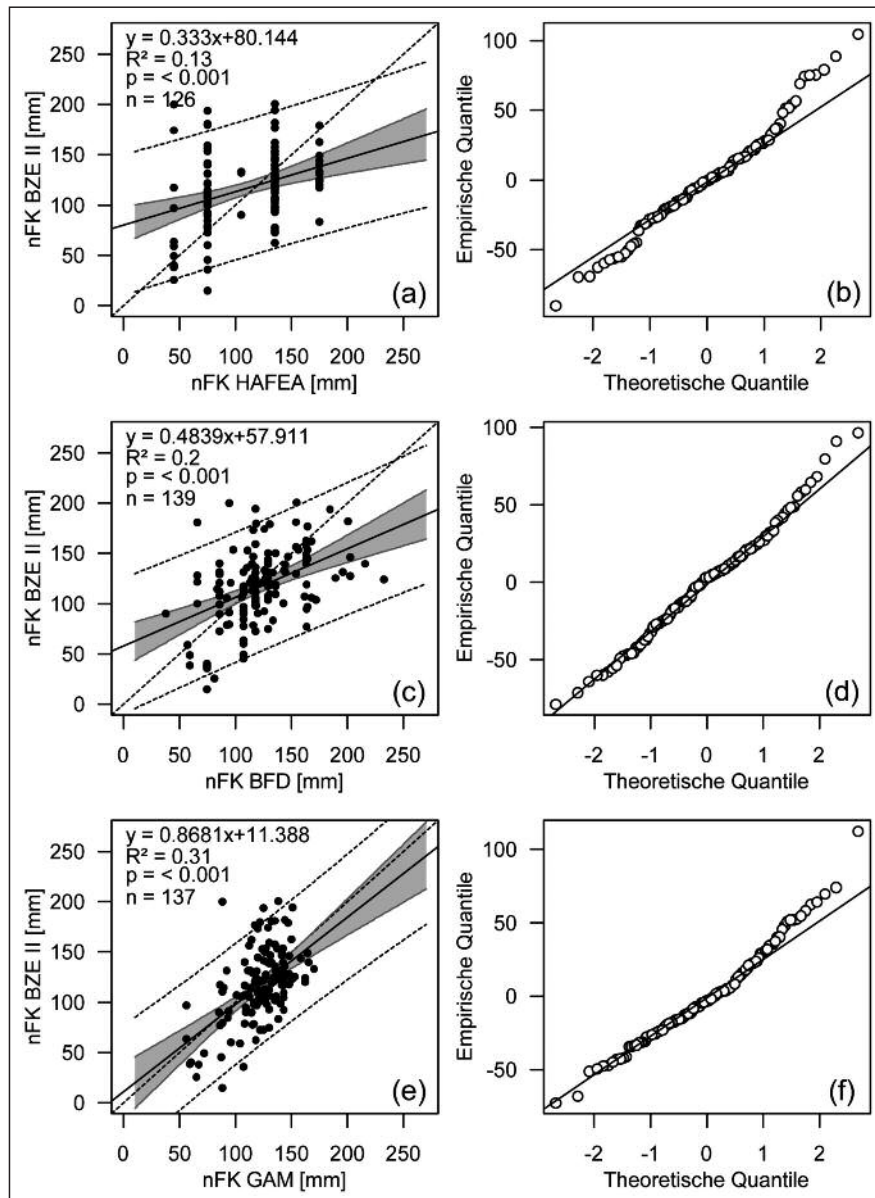 y = 0.333x+80.144
R² = 0.13
p = < 0.001
n = 126
250
200
150
100
50
0
nFK BZE II [mm]
(a)
0 50 100 150 200 250
nFK HAFEA [mm]
100
50
0
-50
Empirische Quantile
(b)
-2 -1 0 1 2
Theoretische Quantile
y = 0.4839x+57.911
R² = 0.2
p = < 0.001
n = 139
250
200
150
100
50
0
nFK BZE II [mm]
(c)
0 50 100 150 200 250
nFK BFD [mm]
100
50
0
-50
Empirische Quantile
(d)
-2 -1 0 1 2
Theoretische Quantile
y = 0.8681x+11.388
R² = 0.31
p = < 0.001
n = 137
250
200
150
100
50
0
nFK BZE II [mm]
(e)
0 50 100 150 200 250
nFK GAM [mm]
100
50
0
-50
Empirische Quantile
(f)
-2 -1 0 1 2
Theoretische Quantile